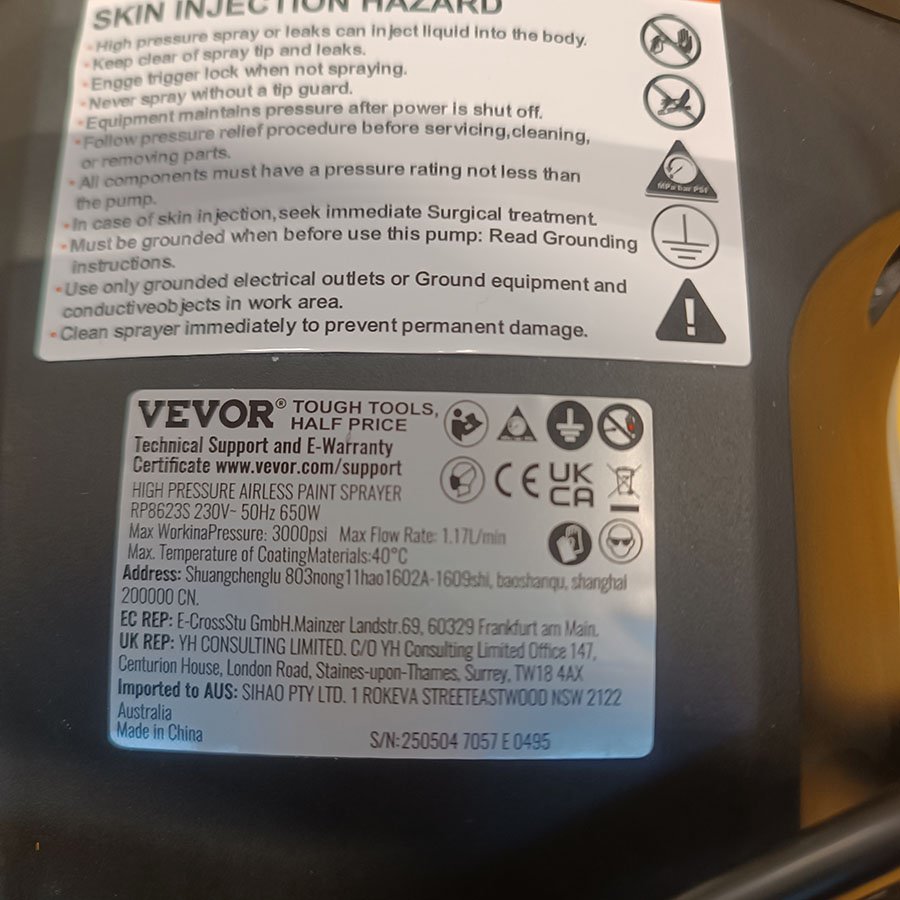 SKIN INJECTION HAZARD
•High pressure spray or leaks can inject liquid into the body.
•Keep clear of spray tip and leaks.
•Engge trigger lock when not spraying.
•Never spray without a tip guard.
•Equipment maintains pressure after power is shut off.
•Follow pressure relief procedure before servicing,cleaning,
or removing parts.
•All components must have a pressure rating not less than
the pump.
•In case of skin injection,seek immediate Surgical treatment.
•Must be grounded when before use this pump: Read Grounding
instructions.
•Use only grounded electrical outlets or Ground equipment and
conductiveobjects in work area.
•Clean sprayer immediately to prevent permanent damage.
MPa bar PSI
VEVOR® TOUGH TOOLS,
HALF PRICE
Technical Support and E-Warranty
Certificate www.vevor.com/support
HIGH PRESSURE AIRLESS PAINT SPRAYER
RP8623S 230V~ 50Hz 650W
Max WorkinaPressure: 3000psi Max Flow Rate: 1.17L/min
Max. Temperature of CoatingMaterials:40°C
Address: Shuangchenglu 803nong11hao1602A-1609shi, baoshanqu, shanghai
200000 CN.
EC REP: E-CrossStu GmbH.Mainzer Landstr.69, 60329 Frankfurt am Main.
UK REP: YH CONSULTING LIMITED. C/O YH Consulting Limited Office 147,
Centurion House, London Road, Staines-upon-Thames, Surrey, TW18 4AX
Imported to AUS: SIHAO PTY LTD. 1 ROKEVA STREETEASTWOOD NSW 2122
Australia
Made in China
S/N:250504 7057 E 0495
CE
UK
CA